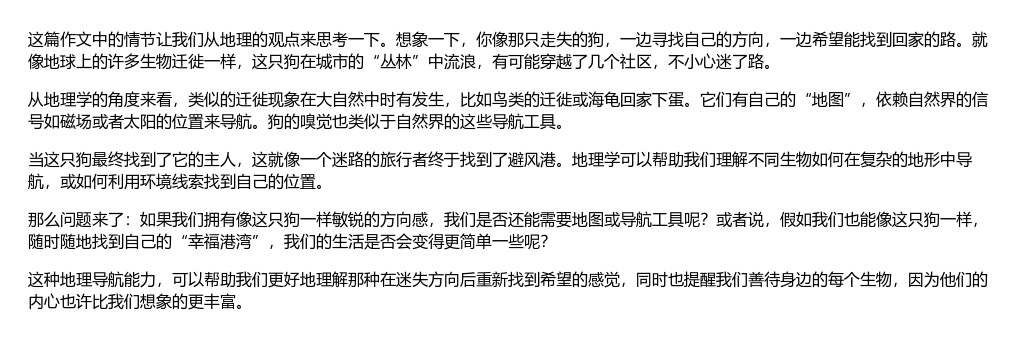 这篇作文中的情节让我们从地理的观点来思考一下。想象一下，你像那只走失的狗，一边寻找自己的方向，一边希望能找到回家的路。就
像地球上的许多生物迁徙一样，这只狗在城市的“丛林”中流浪，有可能穿越了几个社区，不小心迷了路。
从地理学的角度来看，类似的迁徙现象在大自然中时有发生，比如鸟类的迁徙或海龟回家下蛋。它们有自己的“地图”，依赖自然界的信
号如磁场或者太阳的位置来导航。狗的嗅觉也类似于自然界的这些导航工具。
当这只狗最终找到了它的主人，这就像一个迷路的旅行者终于找到了避风港。地理学可以帮助我们理解不同生物如何在复杂的地形中导
航，或如何利用环境线索找到自己的位置。
那么问题来了：如果我们拥有像这只狗一样敏锐的方向感，我们是否还能需要地图或导航工具呢？或者说，假如我们也能像这只狗一样，
随时随地找到自己的“幸福港湾”，我们的生活是否会变得更简单一些呢？
这种地理导航能力，可以帮助我们更好地理解那种在迷失方向后重新找到希望的感觉，同时也提醒我们善待身边的每个生物，因为他们的
内心也许比我们想象的更丰富。